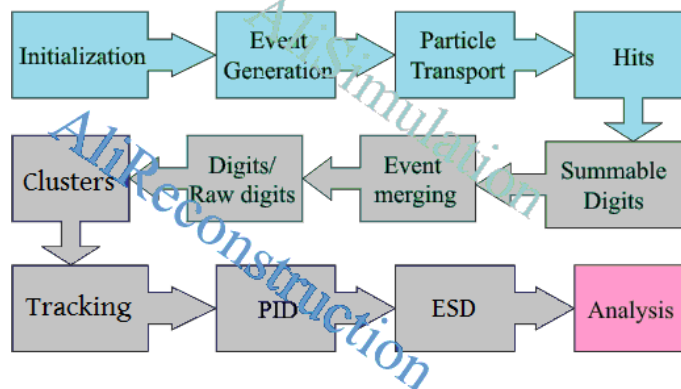 Initialization
Event
Generation
Particle
Transport
Hits
AliSimulation
Clusters
Digits/
Raw digits
Event
merging
Summable
Digits
AliReconstruction
Tracking
PID
ESD
Analysis